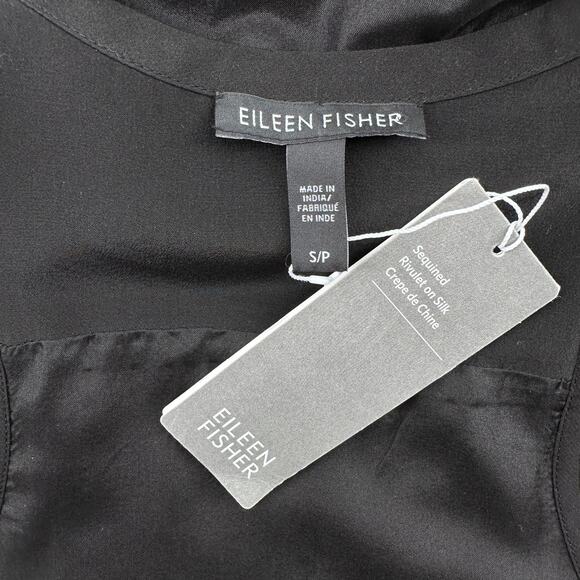 EILEEN FISHER
MADE IN
INDIA/
FABRIQUÉ
EN INDE
S/P
Sequined
Rivulet on Silk
Crepe de Chine
EILEEN
FISHER